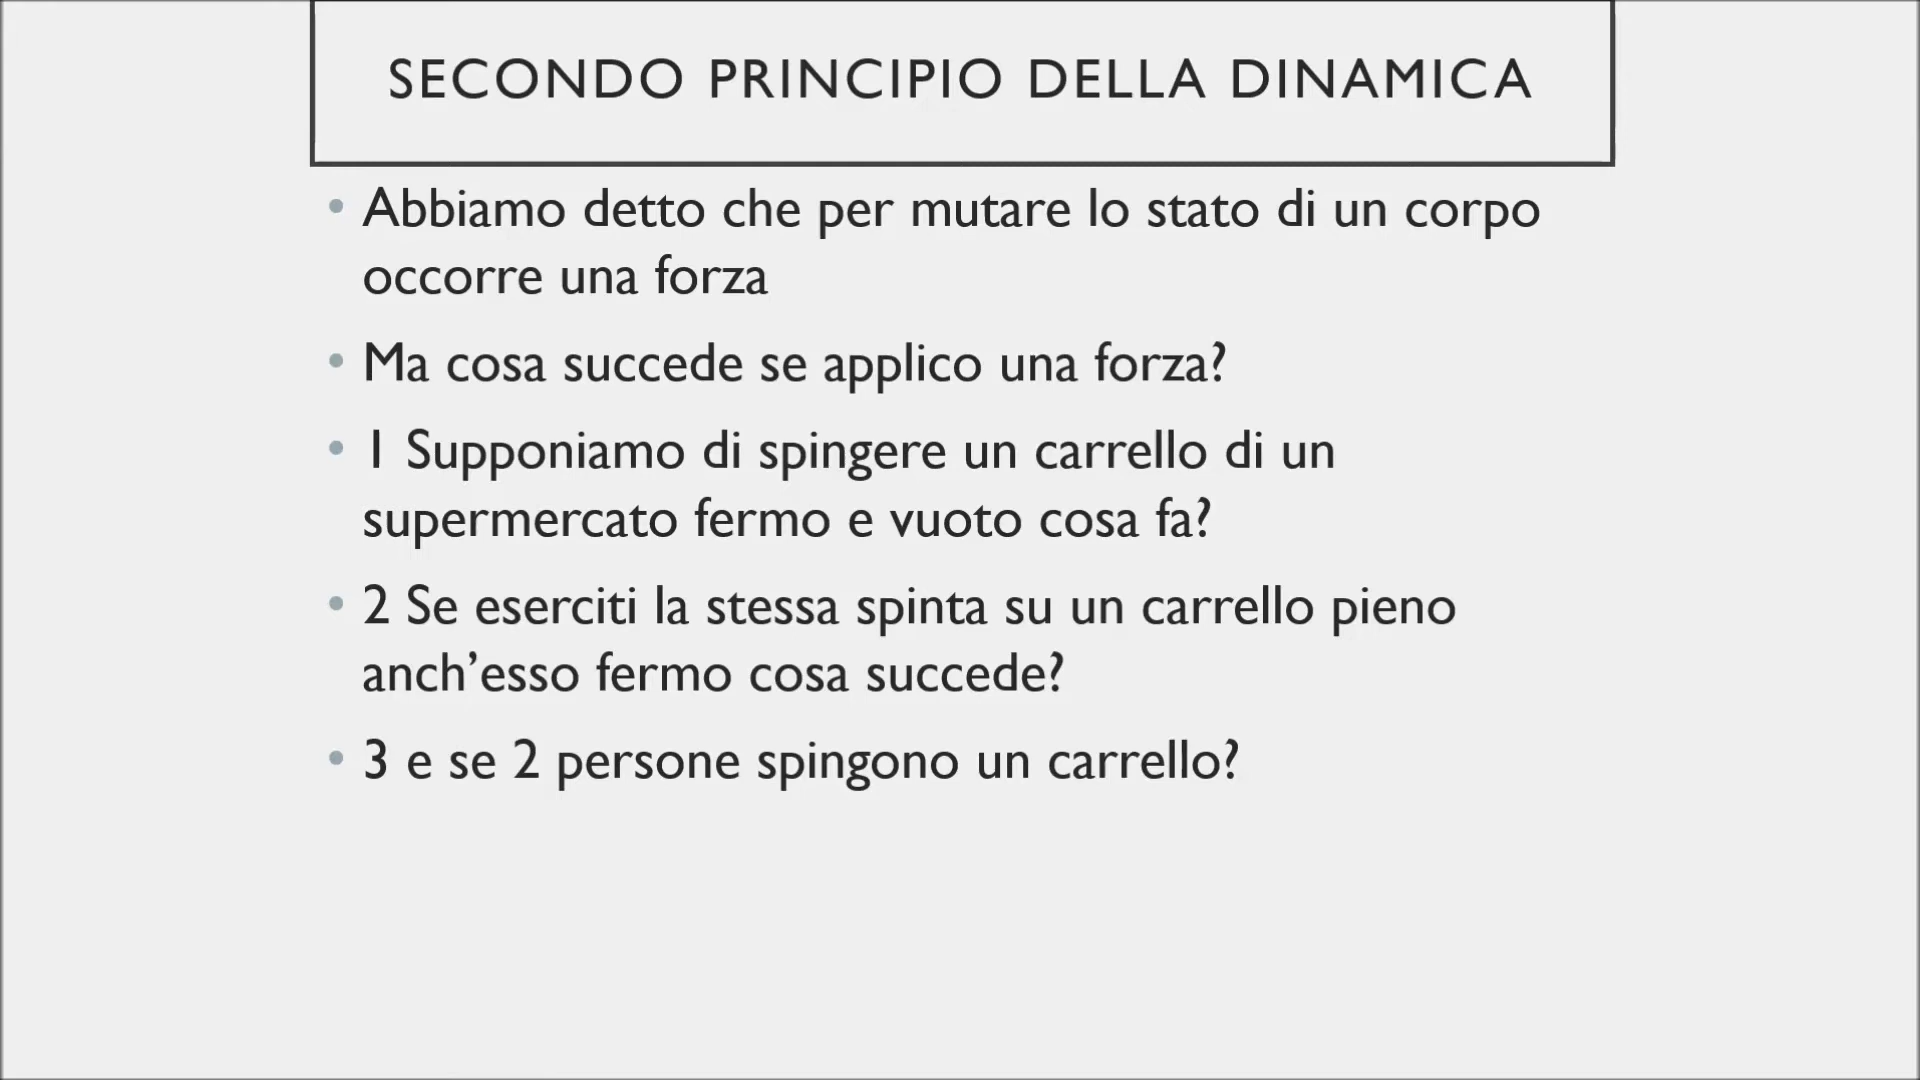 SECONDO PRINCIPIO DELLA DINAMICA
• Abbiamo detto che per mutare lo stato di un corpo
occorre una forza
• Ma cosa succede se applico una forza?
• 1 Supponiamo di spingere un carrello di un
supermercato fermo e vuoto cosa fa?
• 2 Se eserciti la stessa spinta su un carrello pieno
anch’esso fermo cosa succede?
• 3 e se 2 persone spingono un carrello?